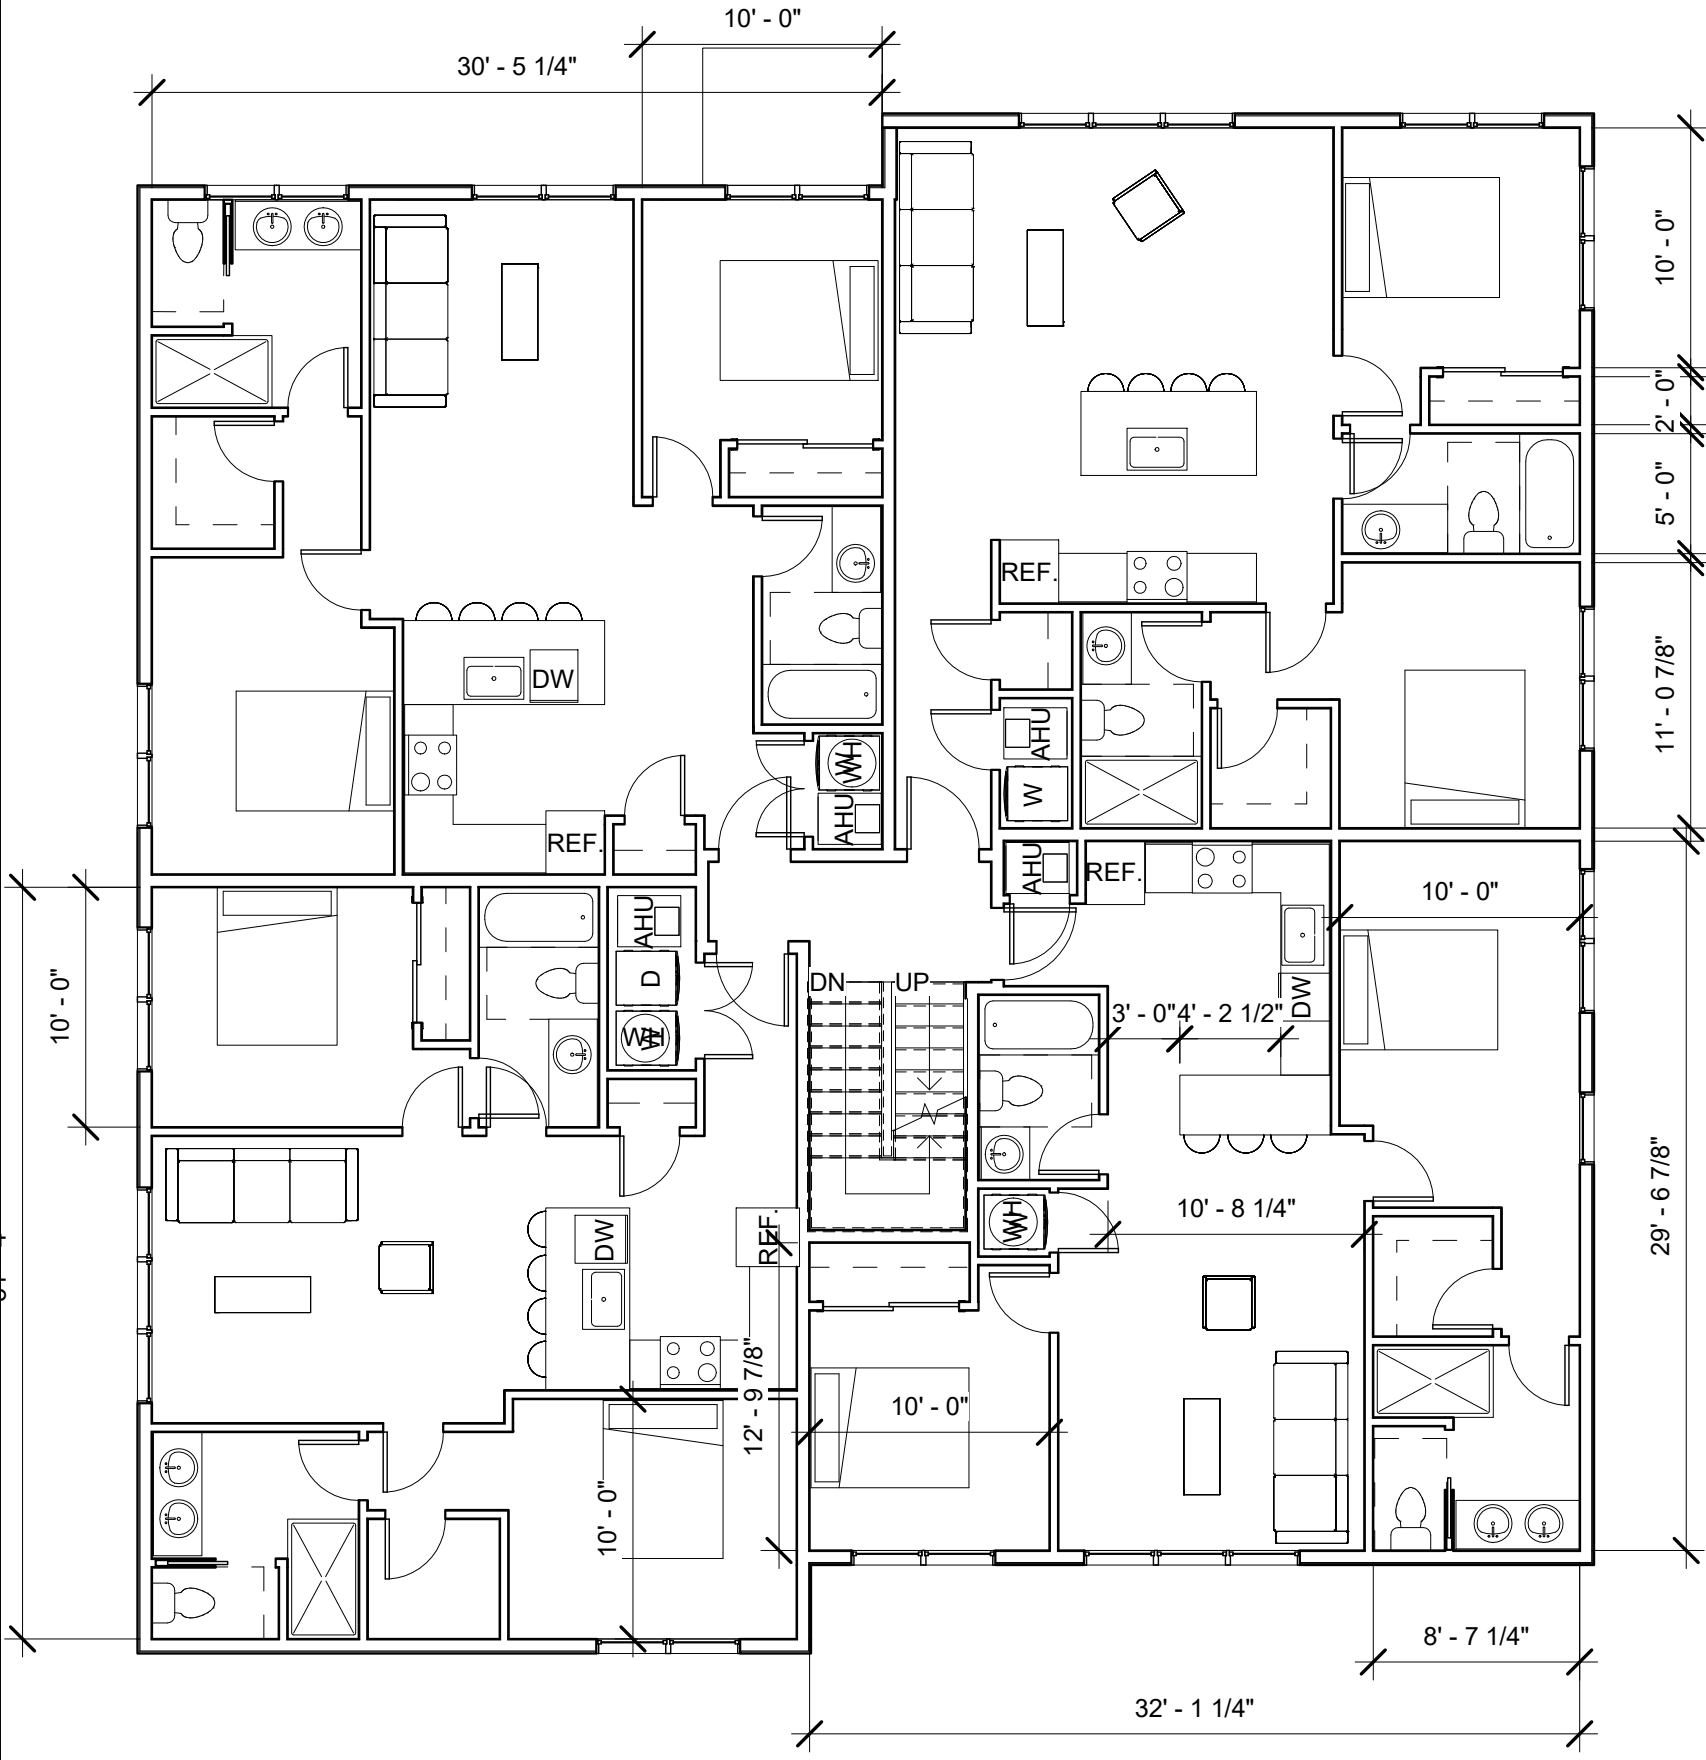 10' - 0"
30' - 5 1/4"
10' - 0"
2' - 0"
5' - 0"
REF.
DW
11' - 0 7/8"
AHU
WH
W
AHU
REF.
AHU
REF.
10' - 0"
AHU
D
10' - 0"
DN
UP
DW
3' - 0"
4' - 2 1/2"
29' - 6 7/8"
10' - 8 1/4"
WH
REF.
DW
12' - 9 7/8"
10' - 0"
10' - 0"
8' - 7 1/4"
32' - 1 1/4"